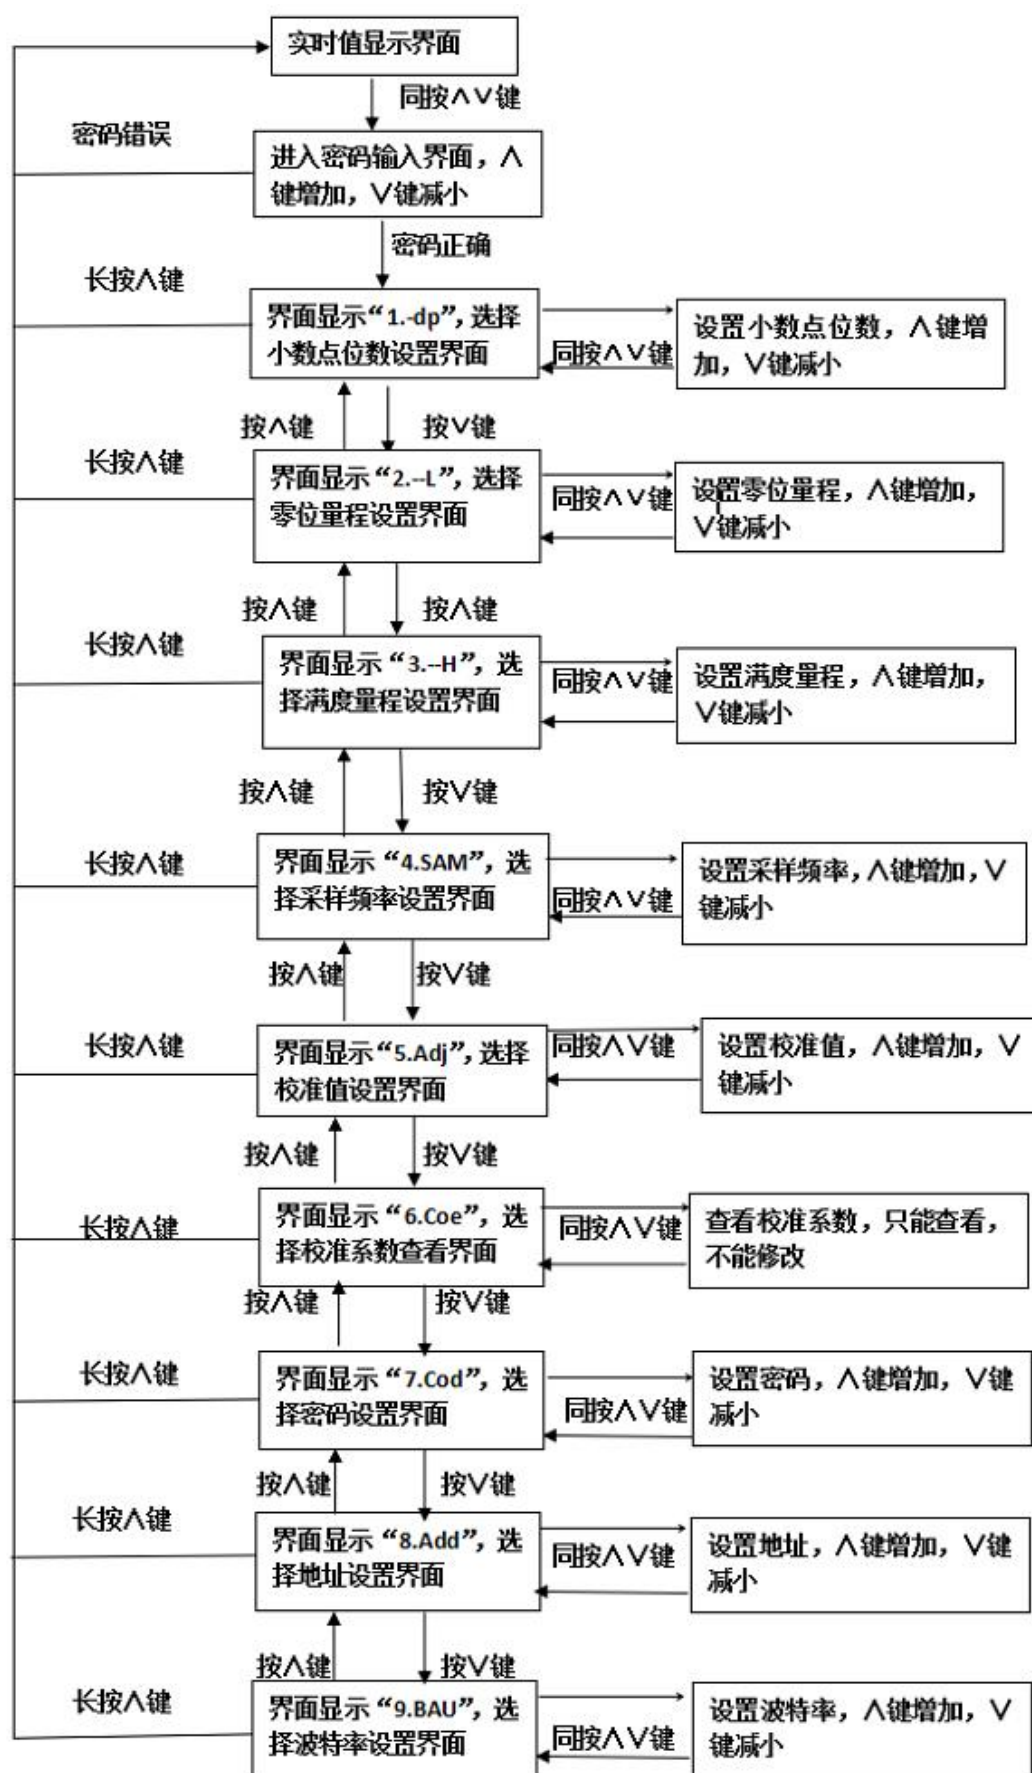 实时值显示界面
同按∧∨键
密码错误
进入密码输入界面，∧
键增加，∨键减小
密码正确
长按∧键
界面显示“1.-dp”，选择
小数点位数设置界面
同按∧∨键
设置小数点位数，∧键增
加，∨键减小
按∧键
按∨键
长按∧键
界面显示“2.--L”，选择
零位量程设置界面
同按∧∨键
设置零位量程，∧键增加，
∨键减小
按∧键
按∧键
长按∧键
界面显示“3.--H”，选
择满度量程设置界面
同按∧∨键
设置满度量程，∧键增加，
∨键减小
按∧键
按∨键
长按∧键
界面显示“4.SAM”，选
择采样频率设置界面
同按∧∨键
设置采样频率，∧键增加，∨
键减小
按∧键
按∨键
长按∧键
界面显示“5.Adj”，选择
校准值设置界面
同按∧∨键
设置校准值，∧键增加，∨
键减小
按∧键
按∨键
长按∧键
界面显示“6.Coe”，选
择校准系数查看界面
同按∧∨键
查看校准系数，只能查看，
不能修改
按∧键
按∨键
长按∧键
界面显示“7.Cod”，选
择密码设置界面
同按∧∨键
设置密码，∧键增加，∨键
减小
按∧键
按∨键
长按∧键
界面显示“8.Add”，选
择地址设置界面
同按∧∨键
设置地址，∧键增加，∨键
减小
按∧键
按∨键
长按∧键
界面显示“9.BAU”，选
择波特率设置界面
同按∧∨键
设置波特率，∧键增加，∨
键减小